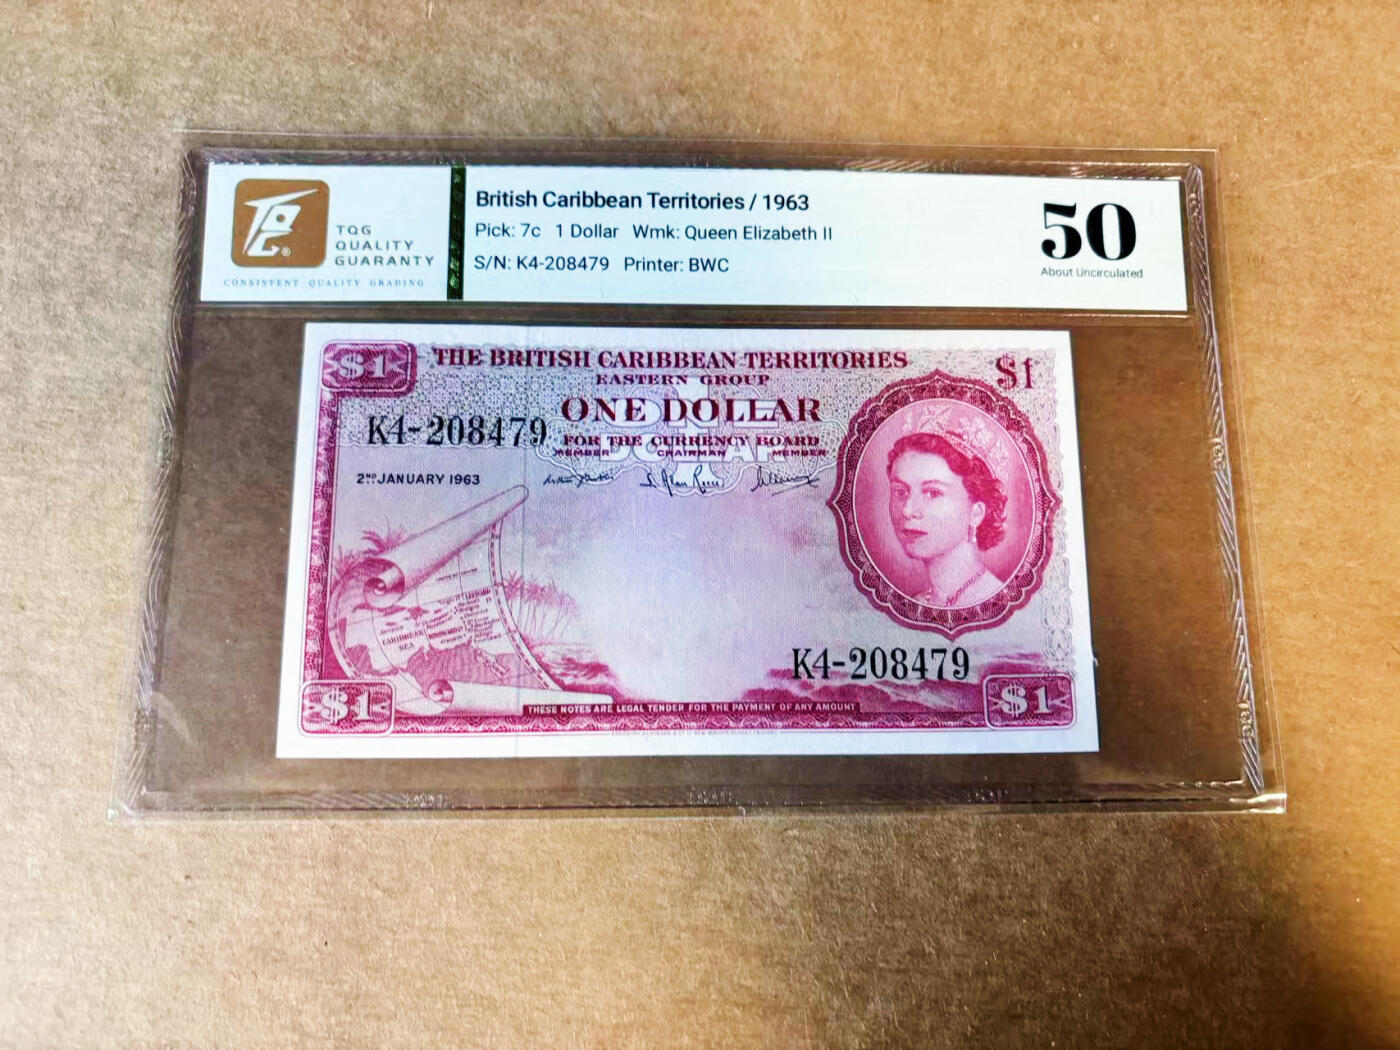 TQG
QUALITY
GUARANTY
CONSISTENT QUALITY GRADING
British Caribbean Territories / 1963
Pick: 7c 1 Dollar Wmk: Queen Elizabeth II
S/N: K4-208479 Printer: BWC
50
About Uncirculated
$1 THE BRITISH CARIBBEAN TERRITORIES $1
EASTERN GROUP
ONE DOLLAR
K4-208479
FOR THE CURRENCY BOARD
MEMBER CHAIRMAN MEMBER
2ND JANUARY 1963
CARIBBEAN
SEA
K4-208479
$1 THESE NOTES ARE LEGAL TENDER FOR THE PAYMENT OF ANY AMOUNT $1